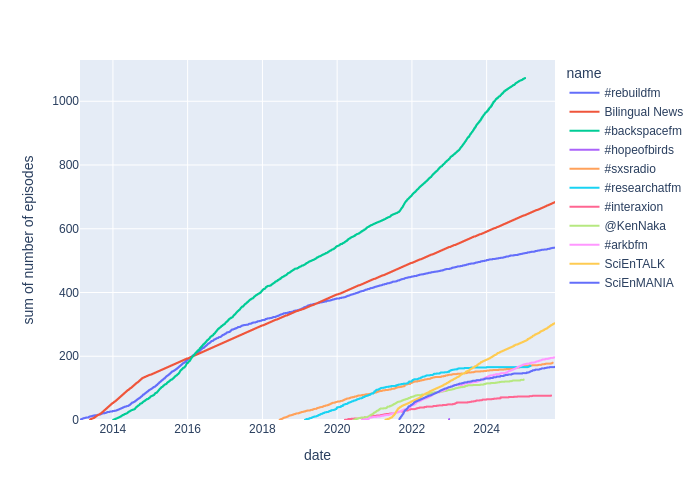 name
#rebuildfm
Bilingual News
#backspacefm
#hopeofbirds
#sxsradio
#researchatfm
#interaxion
@KenNaka
#arkbfm
SciEnTALK
SciEnMANIA
sum of number of episodes
1000
800
600
400
200
0
2014 2016 2018 2020 2022 2024
date